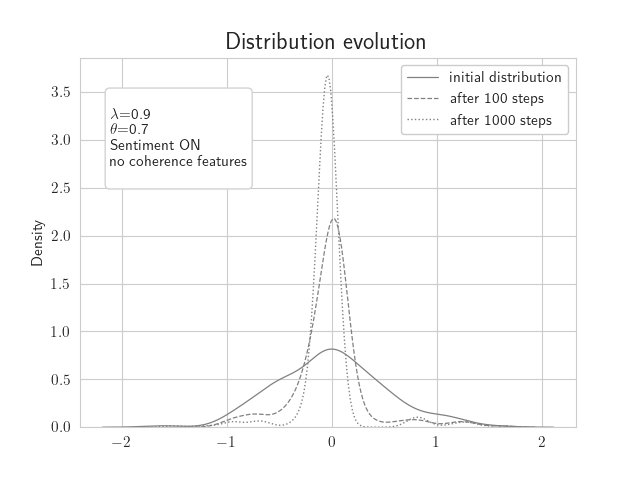 Distribution evolution
initial distribution
after 100 steps
after 1000 steps
λ=0.9
θ=0.7
Sentiment ON
no coherence features
Density
3.5
3.0
2.5
2.0
1.5
1.0
0.5
0.0
−2
−1
0
1
2